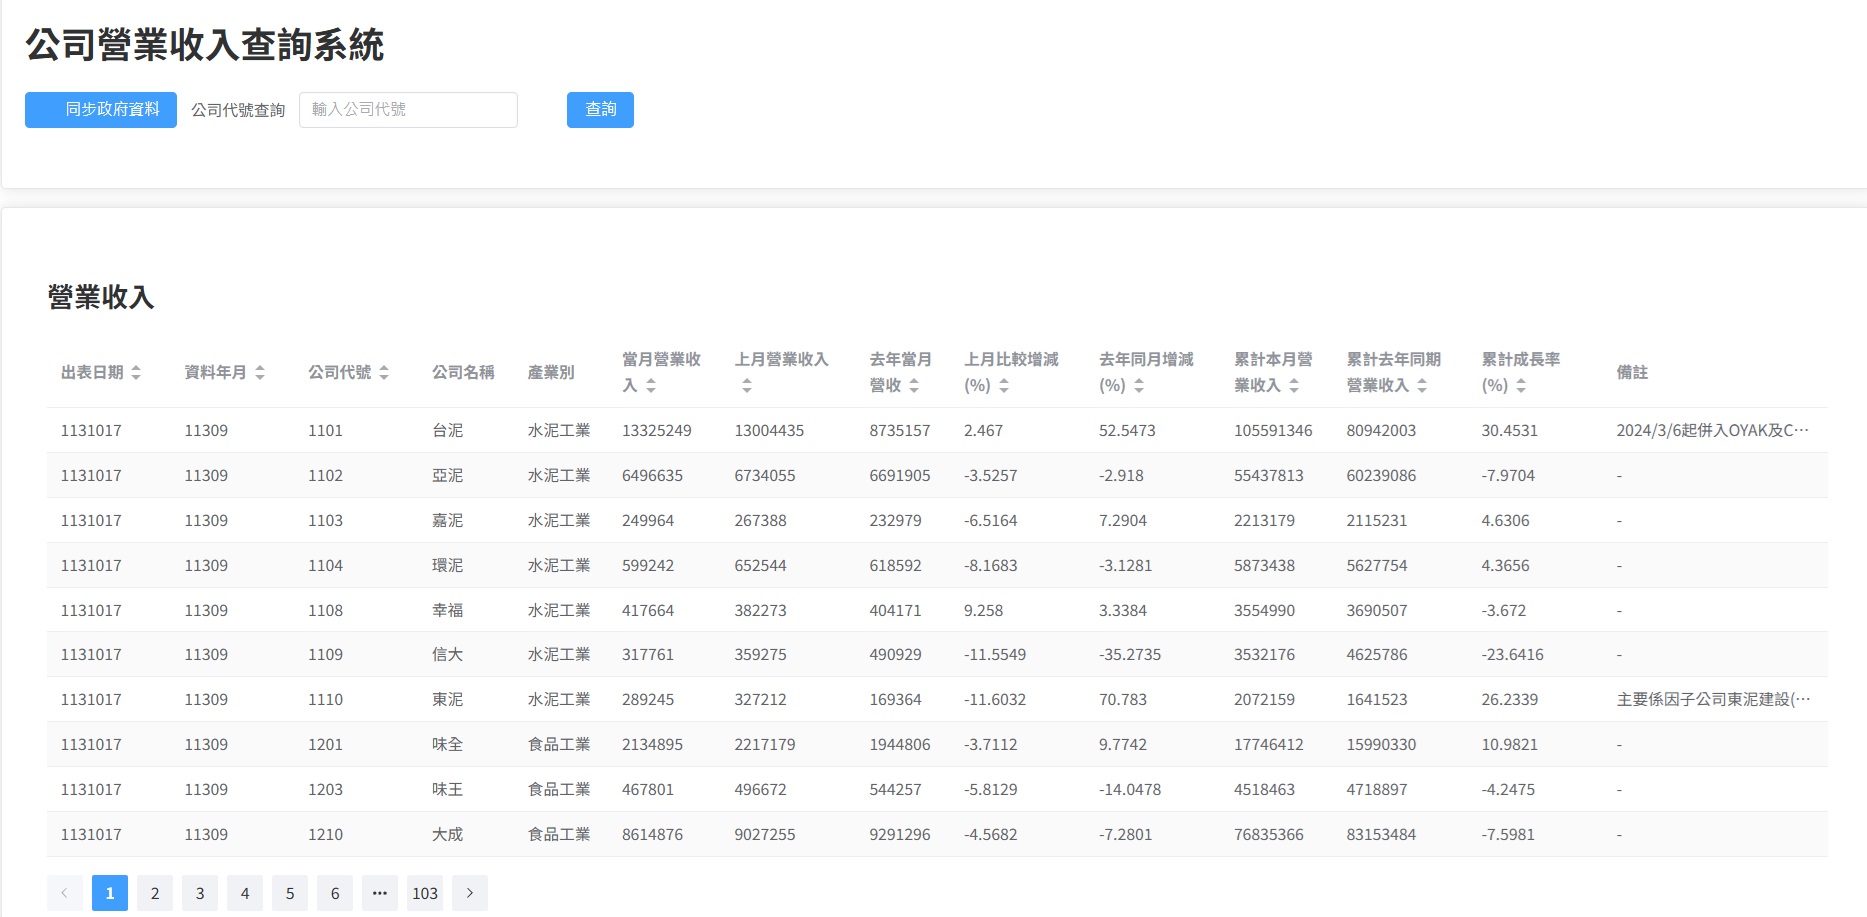 公司營業收入查詢系統
同步政府資料 公司代號查詢 輸入公司代號 查詢
營業收入
出表日期 資料年月 公司代號 公司名稱 產業別 當月營業收入 上月營業收入 去年當月營收 上月比較增減(%) 去年同月增減(%) 累計本月營業收入 累計去年同期營業收入 累計成長率(%) 備註
1131017 11309 1101 台泥 水泥工業 13325249 13004435 8735157 2.467 52.5473 105591346 80942003 30.4531 2024/3/6起併入OYAK及C…
1131017 11309 1102 亞泥 水泥工業 6496635 6734055 6691905 -3.5257 -2.918 55437813 60239086 -7.9704 -
1131017 11309 1103 嘉泥 水泥工業 249964 267388 232979 -6.5164 7.2904 2213179 2115231 4.6306 -
1131017 11309 1104 環泥 水泥工業 599242 652544 618592 -8.1683 -3.1281 5873438 5627754 4.3656 -
1131017 11309 1108 幸福 水泥工業 417664 382273 404171 9.258 3.3384 3554990 3690507 -3.672 -
1131017 11309 1109 信大 水泥工業 317761 359275 490929 -11.5549 -35.2735 3532176 4625786 -23.6416 -
1131017 11309 1110 東泥 水泥工業 289245 327212 169364 -11.6032 70.783 2072159 1641523 26.2339 主要係因子公司東泥建設(…
1131017 11309 1201 味全 食品工業 2134895 2217179 1944806 -3.7112 9.7742 17746412 15990330 10.9821 -
1131017 11309 1203 味王 食品工業 467801 496672 544257 -5.8129 -14.0478 4518463 4718897 -4.2475 -
1131017 11309 1210 大成 食品工業 8614876 9027255 9291296 -4.5682 -7.2801 76835366 83153484 -7.5981 -
1 2 3 4 5 6 ••• 103